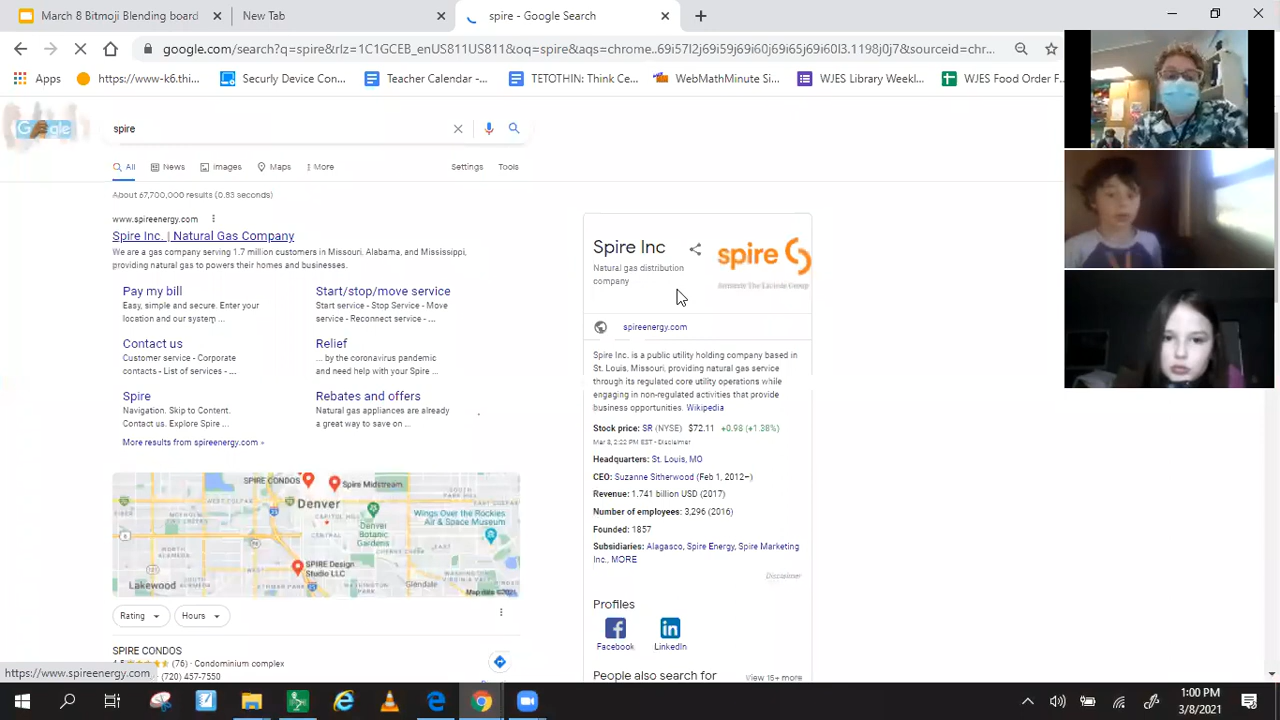 March 8 Bitmoji Blending board
New Tab
spire - Google Search
google.com/search?q=spire&rlz=1C1GCEB_enUS811US811&oq=spire&aqs=chrome..69i57l2j69i59j69i60j69i65j69i60l3.1198j0j7&sourceid=chr...
Apps
https://www-k6.thi...
Securly Device Con...
Teacher Calendar -...
TETOTHIN: Think Ce...
WebMathMinute Si...
WJES Library Weekl...
WJES Food Order F...
Google
spire
All
News
Images
Maps
More
Settings
Tools
About 67,700,000 results (0.83 seconds)
www.spireenergy.com
Spire Inc. | Natural Gas Company
We are a gas company serving 1.7 million customers in Missouri, Alabama, and Mississippi,
providing natural gas to powers their homes and businesses.
Pay my bill
Easy, simple and secure. Enter your
location and our system ...
Start/stop/move service
Start service - Stop Service - Move
service - Reconnect service - ...
Contact us
Customer service - Corporate
contacts - List of services - ...
Relief
... by the coronavirus pandemic
and need help with your Spire ...
Spire
Navigation. Skip to Content.
Contact us. Explore Spire ...
Rebates and offers
Natural gas appliances are already
a great way to save on ...
More results from spireenergy.com »
SPIRE CONDOS
Spire Midstream
Denver
Denver
Botanic
Gardens
Wings Over the Rockies
Air & Space Museum
SPIRE Design
Studio LLC
Lakewood
Glendale
Map data ©2021
Rating
Hours
SPIRE CONDOS
(76) · Condominium complex
(720) 457-7550
https://www.spireenergy.com
Spire Inc
Natural gas distribution
company
spire
formerly The Laclede Group
spireenergy.com
Spire Inc. is a public utility holding company based in
St. Louis, Missouri, providing natural gas service
through its regulated core utility operations while
engaging in non-regulated activities that provide
business opportunities. Wikipedia
Stock price: SR (NYSE) $72.11 +0.98 (+1.38%)
Mar 8, 2:22 PM EST - Disclaimer
Headquarters: St. Louis, MO
CEO: Suzanne Sitherwood (Feb 1, 2012–)
Revenue: 1.741 billion USD (2017)
Number of employees: 3,296 (2016)
Founded: 1857
Subsidiaries: Alagasco, Spire Energy, Spire Marketing
Inc., MORE
Disclaimer
Profiles
Facebook
LinkedIn
People also search for
View 15+ more
1:00 PM
3/8/2021